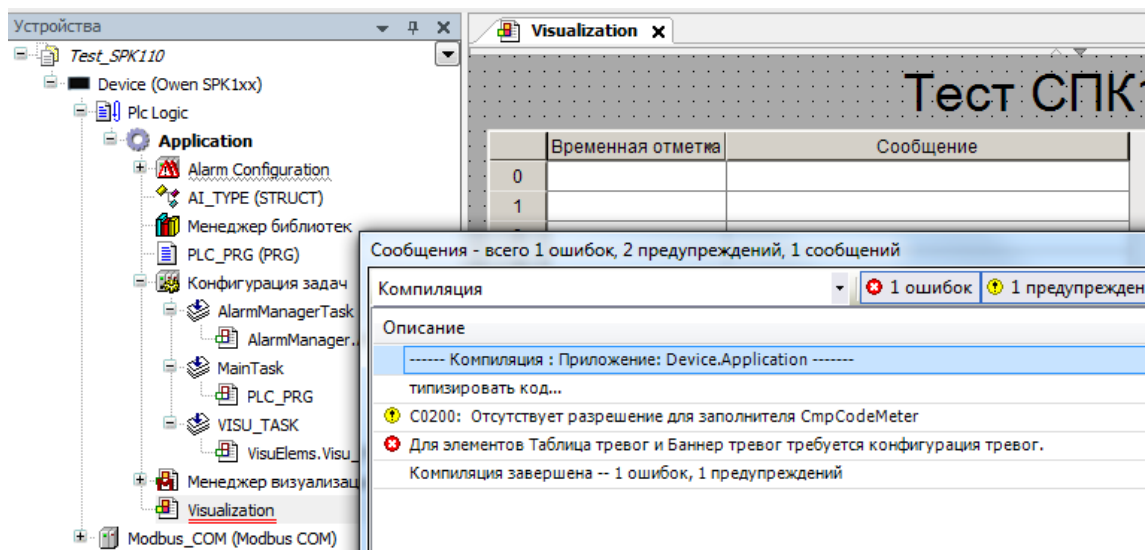 Устройства
Test_SPK110
Device (Owen SPK1xx)
Plc Logic
Application
Alarm Configuration
AI_TYPE (STRUCT)
Менеджер библиотек
PLC_PRG (PRG)
Конфигурация задач
AlarmManagerTask
AlarmManager.
MainTask
PLC_PRG
VISU_TASK
VisuElems.Visu_
Менеджер визуализац
Visualization
Modbus_COM (Modbus COM)
Visualization
Тест СПК1
Временная отметка Сообщение
0
1
Сообщения - всего 1 ошибок, 2 предупреждений, 1 сообщений
Компиляция 1 ошибок 1 предупрежден
Описание
------ Компиляция : Приложение: Device.Application -------
типизировать код...
C0200: Отсутствует разрешение для заполнителя CmpCodeMeter
Для элементов Таблица тревог и Баннер тревог требуется конфигурация тревог.
Компиляция завершена -- 1 ошибок, 1 предупреждений